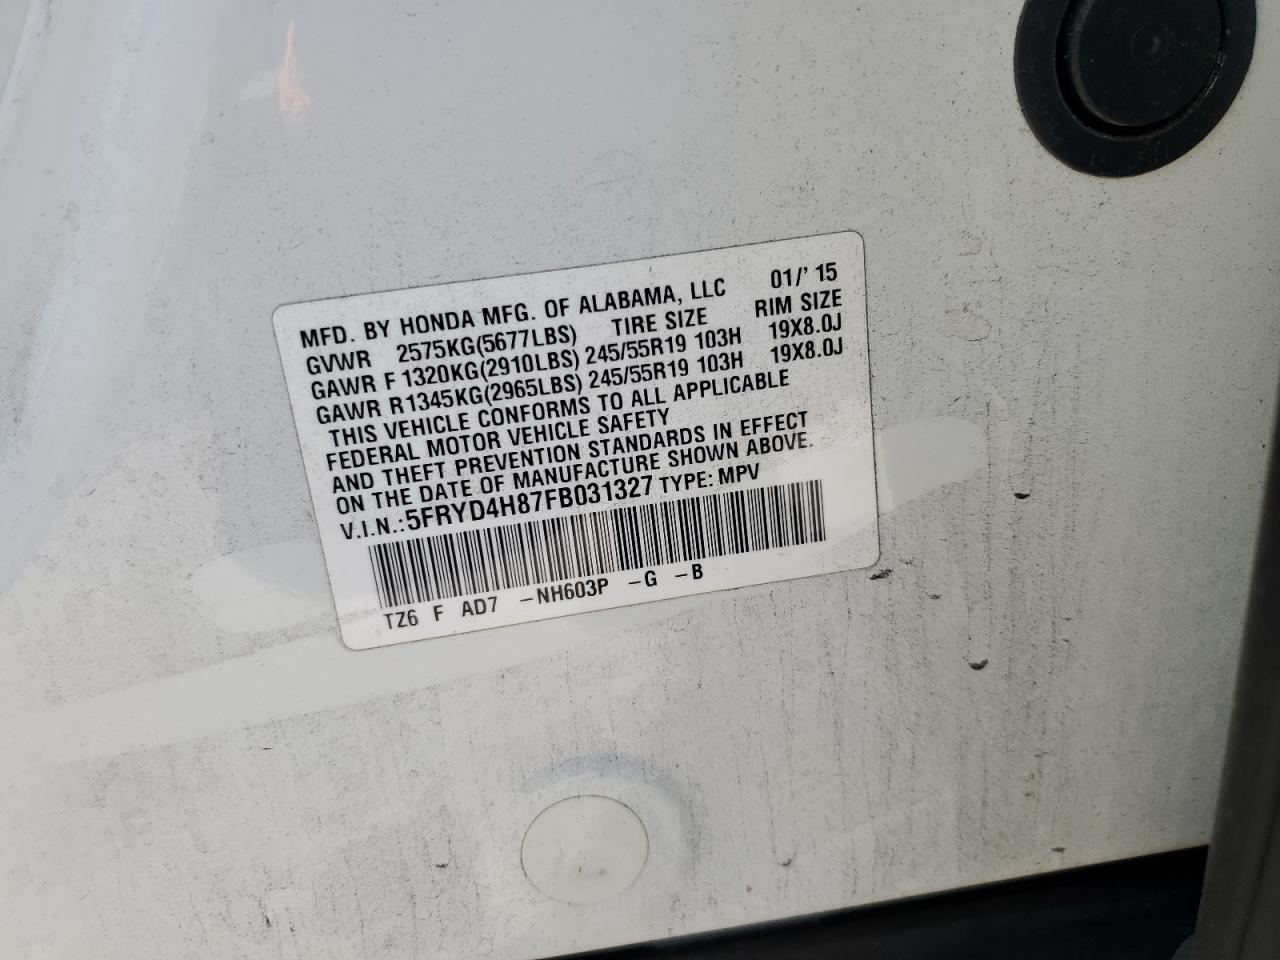 MFD. BY HONDA MFG. OF ALABAMA, LLC 01/' 15
GVWR 2575KG(5677LBS) TIRE SIZE RIM SIZE
GAWR F 1320KG(2910LBS) 245/55R19 103H 19X8.0J
GAWR R1345KG(2965LBS) 245/55R19 103H 19X8.0J
THIS VEHICLE CONFORMS TO ALL APPLICABLE
FEDERAL MOTOR VEHICLE SAFETY
AND THEFT PREVENTION STANDARDS IN EFFECT
ON THE DATE OF MANUFACTURE SHOWN ABOVE.
V.I.N.:5FRYD4H87FB031327 TYPE: MPV
TZ6 F AD7 -NH603P -G -B